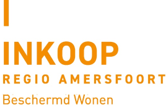 INKOOP
REGIO AMERSFOORT
Beschermd Wonen